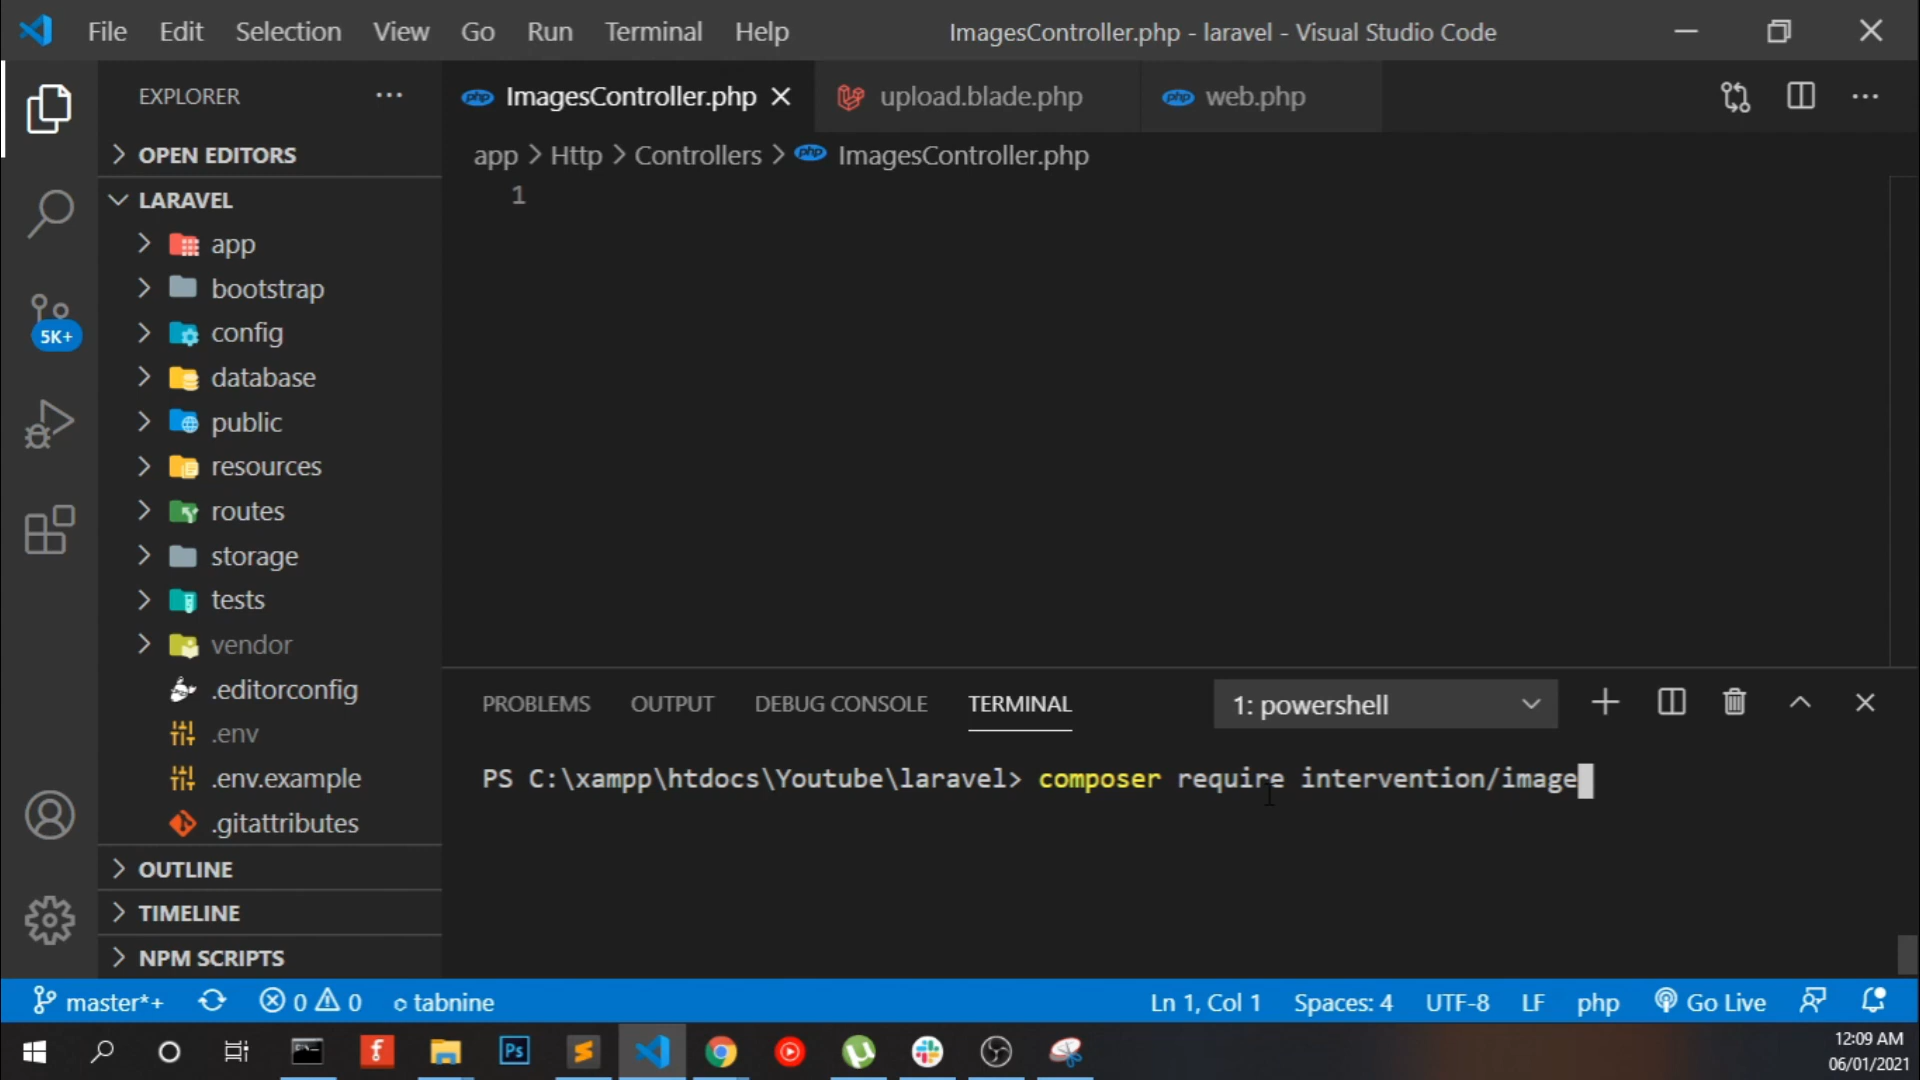 File Edit Selection View Go Run Terminal Help ImagesController.php - laravel - Visual Studio Code
EXPLORER
ImagesController.php upload.blade.php web.php
OPEN EDITORS
app > Http > Controllers > ImagesController.php
1
LARAVEL
app
bootstrap
5K+
config
database
public
resources
routes
storage
tests
vendor
.editorconfig
.env
.env.example
.gitattributes
OUTLINE
TIMELINE
NPM SCRIPTS
PROBLEMS OUTPUT DEBUG CONSOLE TERMINAL 1: powershell
PS C:\xampp\htdocs\Youtube\laravel> composer require intervention/image
master*+ 0 0 tabnine Ln 1, Col 1 Spaces: 4 UTF-8 LF php Go Live
Ps
12:09 AM
06/01/2021